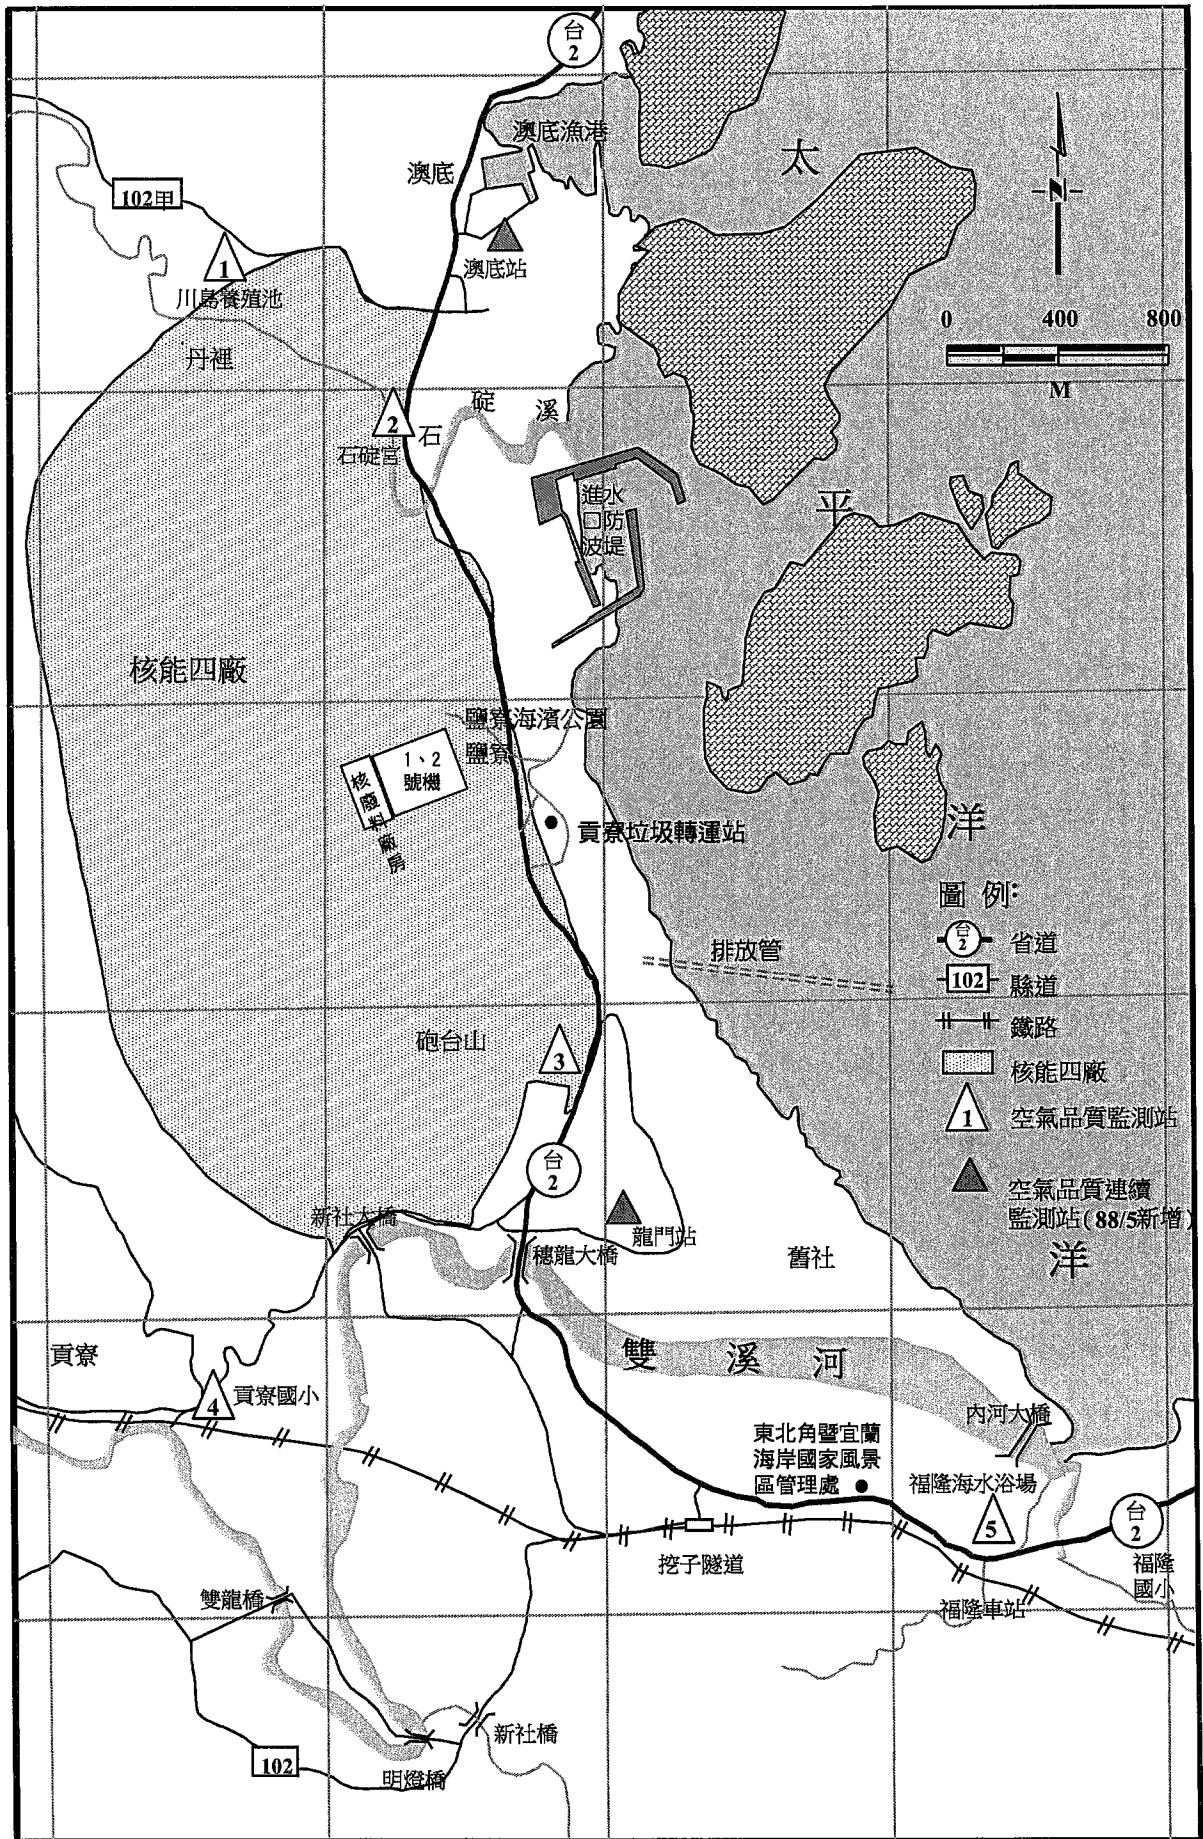 台
2
澳底漁港
太
澳底
102甲
N
澳底站
1
川島養殖池
0 400 800
M
丹裡
2
石 碇 溪
石碇宮
進水
口防
波堤
平
核能四廠
鹽寮海濱公園
鹽寮
1、2
號機
核廢料廠房
貢寮垃圾轉運站
洋
圖 例:
台
2
省道
102
縣道
鐵路
核能四廠
1
空氣品質監測站
空氣品質連續
監測站(88/5新增)
排放管
砲台山
3
台
2
新社大橋
龍門站
穗龍大橋
舊社
洋
貢寮
雙 溪 河
4
貢寮國小
內河大橋
東北角暨宜蘭
海岸國家風景
區管理處
福隆海水浴場
5
台
2
挖子隧道
福隆
國小
雙龍橋
福隆車站
新社橋
102
明燈橋